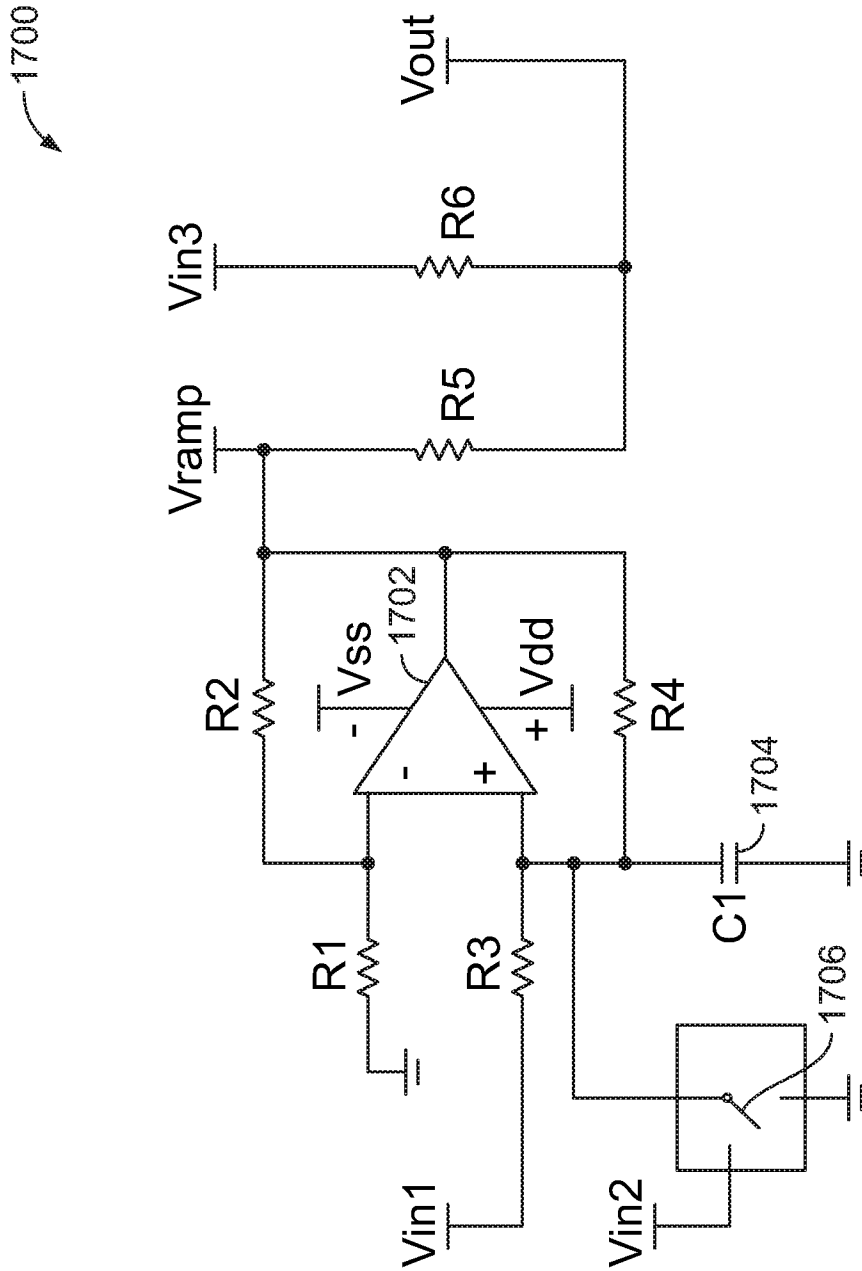 1700
Vout
Vin3
R6
Vramp
R5
R2
1702
Vss
-
-
+
Vdd
+
R4
R1
R3
1704
C1
1706
Vin1
Vin2